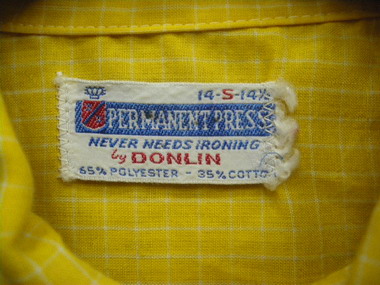 14-S-14½
PERMANENT PRESS
NEVER NEEDS IRONING
by DONLIN
65% POLYESTER - 35% COTTO